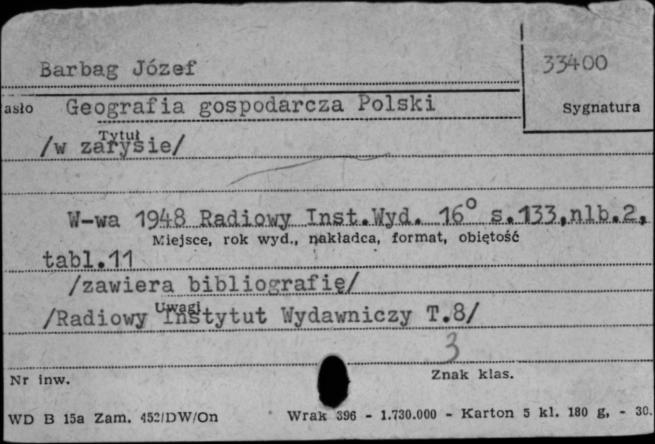 Barbag Józef
33400
asło Geografia gospodarcza Polski
Sygnatura
Tytuł
/w zarysie/
W-wa 1948 Radiowy Inst.Wyd. 16° s.133,nlb.2,
Miejsce, rok wyd., nakładca, format, objętość
tabl.11
/zawiera bibliografię/
Uwagi
/Radiowy Instytut Wydawniczy T.8/
3
Nr inw.
Znak klas.
WD B 15a Zam. 452/DW/On
Wrak 396 - 1.730.000 - Karton 5 kl. 180 g, - 30.